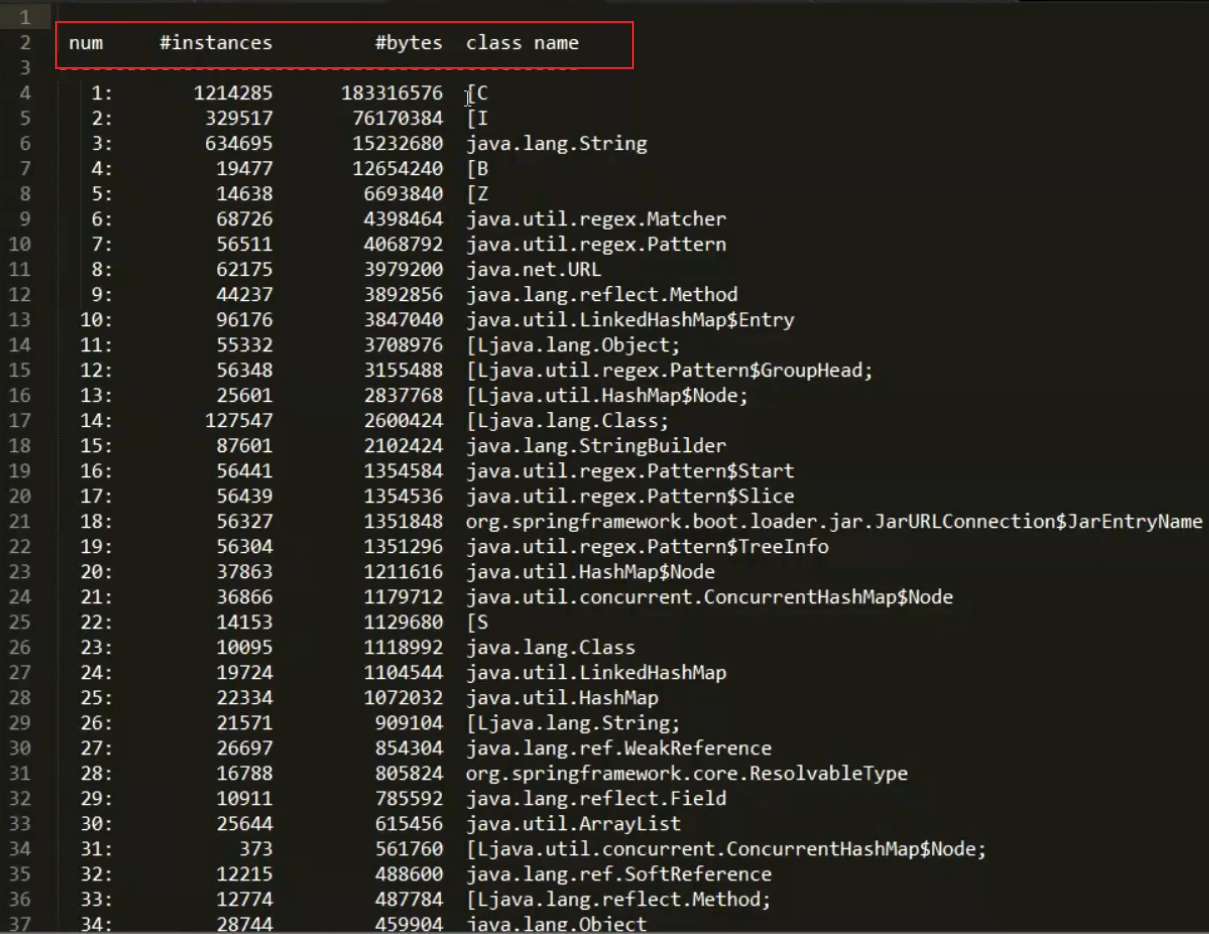 1
2 num #instances #bytes class name
3 ----------------------------------------------
4 1: 1214285 183316576 [C
5 2: 329517 76170384 [I
6 3: 634695 15232680 java.lang.String
7 4: 19477 12654240 [B
8 5: 14638 6693840 [Z
9 6: 68726 4398464 java.util.regex.Matcher
10 7: 56511 4068792 java.util.regex.Pattern
11 8: 62175 3979200 java.net.URL
12 9: 44237 3892856 java.lang.reflect.Method
13 10: 96176 3847040 java.util.LinkedHashMap$Entry
14 11: 55332 3708976 [Ljava.lang.Object;
15 12: 56348 3155488 [Ljava.util.regex.Pattern$GroupHead;
16 13: 25601 2837768 [Ljava.util.HashMap$Node;
17 14: 127547 2600424 [Ljava.lang.Class;
18 15: 87601 2102424 java.lang.StringBuilder
19 16: 56441 1354584 java.util.regex.Pattern$Start
20 17: 56439 1354536 java.util.regex.Pattern$Slice
21 18: 56327 1351848 org.springframework.boot.loader.jar.JarURLConnection$JarEntryName
22 19: 56304 1351296 java.util.regex.Pattern$TreeInfo
23 20: 37863 1211616 java.util.HashMap$Node
24 21: 36866 1179712 java.util.concurrent.ConcurrentHashMap$Node
25 22: 14153 1129680 [S
26 23: 10095 1118992 java.lang.Class
27 24: 19724 1104544 java.util.LinkedHashMap
28 25: 22334 1072032 java.util.HashMap
29 26: 21571 909104 [Ljava.lang.String;
30 27: 26697 854304 java.lang.ref.WeakReference
31 28: 16788 805824 org.springframework.core.ResolvableType
32 29: 10911 785592 java.lang.reflect.Field
33 30: 25644 615456 java.util.ArrayList
34 31: 373 561760 [Ljava.util.concurrent.ConcurrentHashMap$Node;
35 32: 12215 488600 java.lang.ref.SoftReference
36 33: 12774 487784 [Ljava.lang.reflect.Method;
37 34: 28744 459904 java.lang.Object